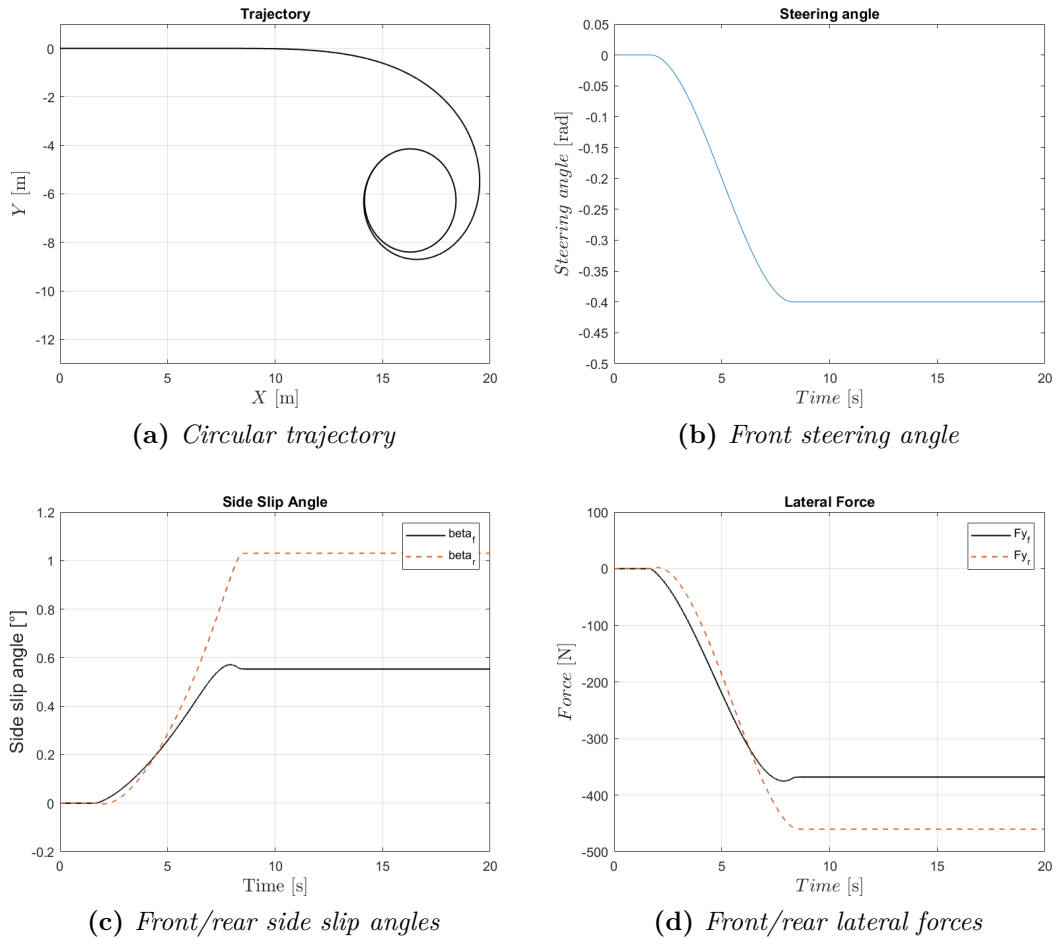 Trajectory
0
-2
-4
-6
-8
-10
-12
Y [m]
0 5 10 15 20
X [m]
(a) Circular trajectory
Steering angle
0.05
0
-0.05
-0.1
-0.15
-0.2
-0.25
-0.3
-0.35
-0.4
-0.45
-0.5
Steering angle [rad]
0 5 10 15 20
Time [s]
(b) Front steering angle
Side Slip Angle
1.2
1
0.8
0.6
0.4
0.2
0
-0.2
Side slip angle [°]
beta_f
beta_r
0 5 10 15 20
Time [s]
(c) Front/rear side slip angles
Lateral Force
100
0
-100
-200
-300
-400
-500
Force [N]
Fy_f
Fy_r
0 5 10 15 20
Time [s]
(d) Front/rear lateral forces